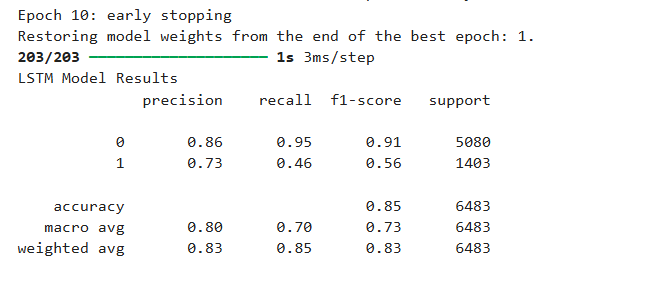 Epoch 10: early stopping
Restoring model weights from the end of the best epoch: 1.
203/203 ━━━━━━━━━━━━━━━━━━━━ 1s 3ms/step
LSTM Model Results
precision recall f1-score support
0 0.86 0.95 0.91 5080
1 0.73 0.46 0.56 1403
accuracy 0.85 6483
macro avg 0.80 0.70 0.73 6483
weighted avg 0.83 0.85 0.83 6483